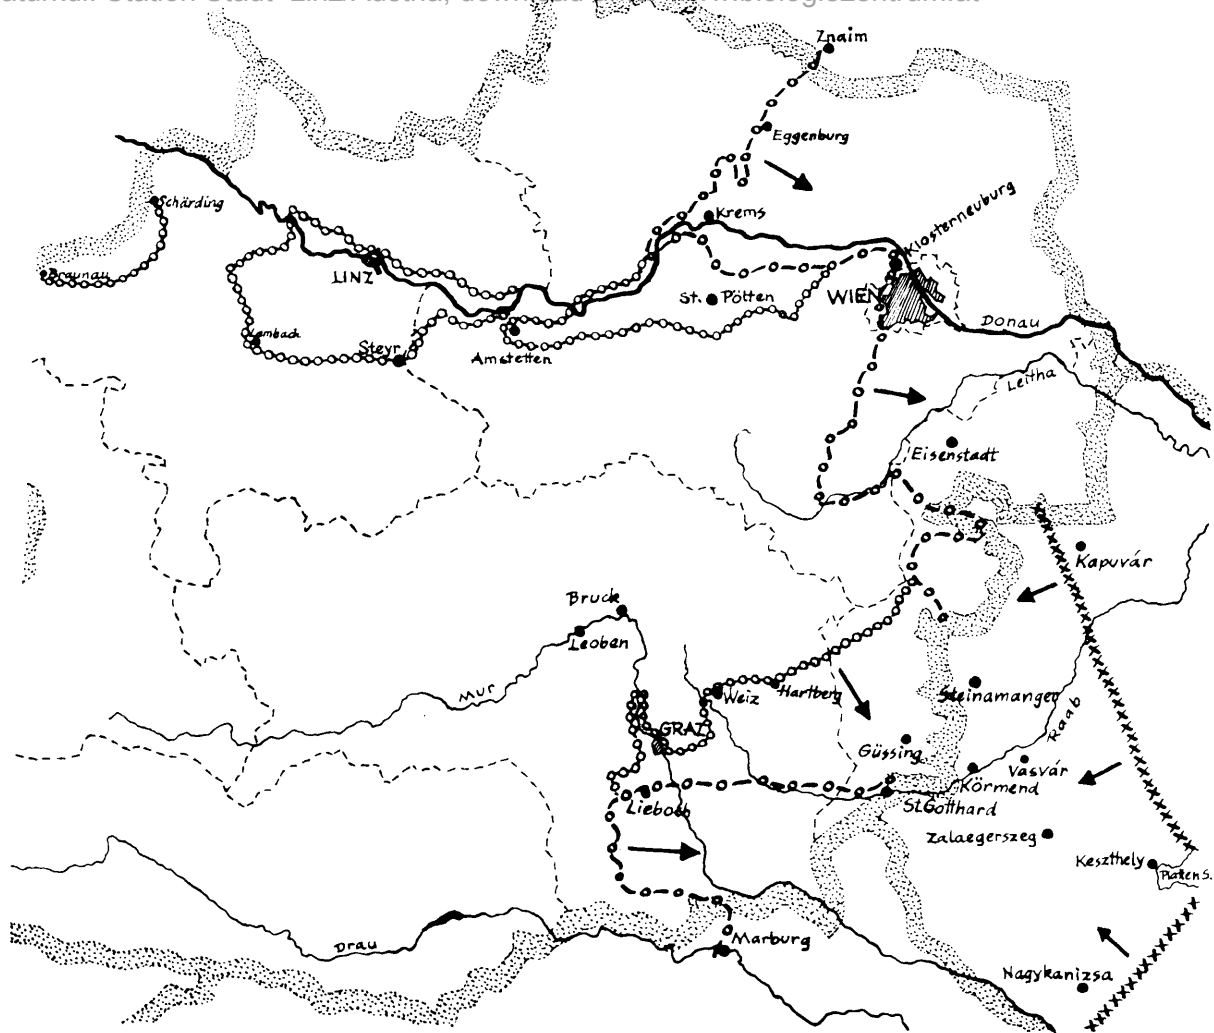 Znaim
Eggenburg
Schärding
Krems
Klosterneuburg
Braunau
LINZ
St. Pölten
WIEN
Donau
Lambach
Steyr
Amstetten
Leitha
Eisenstadt
Kapuvár
Bruck
Leoben
Mur
Weiz
Hartberg
Steinamanger
Raab
GRAZ
Güssing
Vasvár
Körmend
Lieboch
St.Gotthard
Zalaegerszeg
Keszthely
Platten S.
Drau
Marburg
Nagykanizsa